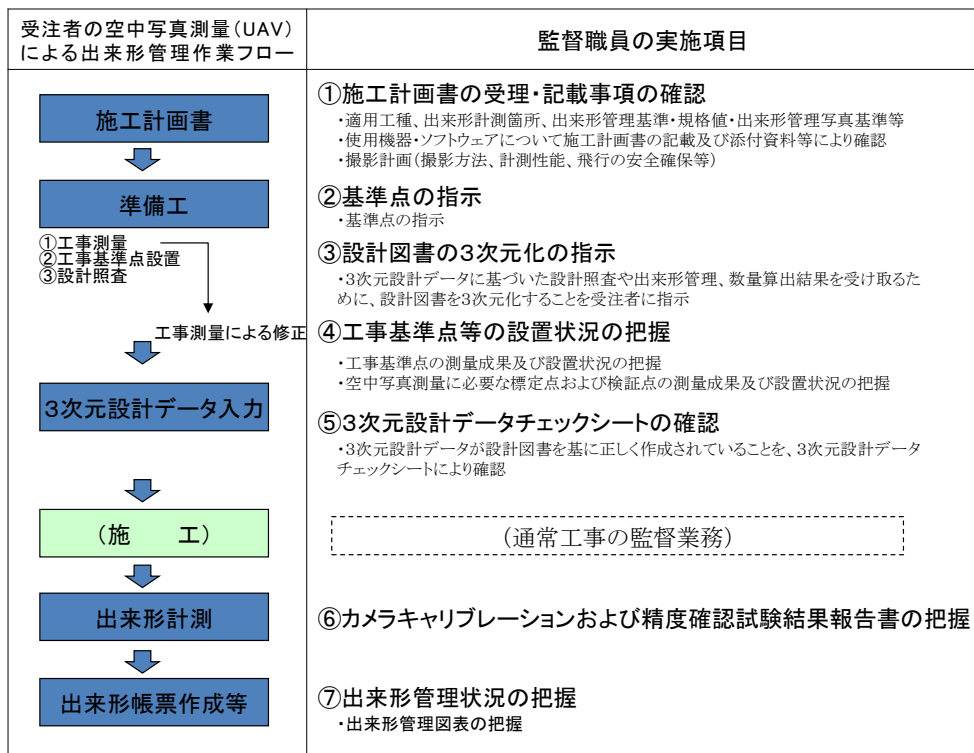 受注者の空中写真測量(UAV)
による出来形管理作業フロー
監督職員の実施項目
施工計画書
準備工
①工事測量
②工事基準点設置
③設計照査
工事測量による修正
3次元設計データ入力
(施　工)
出来形計測
出来形帳票作成等
①施工計画書の受理・記載事項の確認
・適用工種、出来形計測箇所、出来形管理基準・規格値・出来形管理写真基準等
・使用機器・ソフトウェアについて施工計画書の記載及び添付資料等により確認
・撮影計画(撮影方法、計測性能、飛行の安全確保等)
②基準点の指示
・基準点の指示
③設計図書の3次元化の指示
・3次元設計データに基づいた設計照査や出来形管理、数量算出結果を受け取るた
めに、設計図書を3次元化することを受注者に指示
④工事基準点等の設置状況の把握
・工事基準点の測量成果及び設置状況の把握
・空中写真測量に必要な標定点および検証点の測量成果及び設置状況の把握
⑤3次元設計データチェックシートの確認
・3次元設計データが設計図書を基に正しく作成されていることを、3次元設計データ
チェックシートにより確認
(通常工事の監督業務)
⑥カメラキャリブレーションおよび精度確認試験結果報告書の把握
⑦出来形管理状況の把握
・出来形管理図表の把握